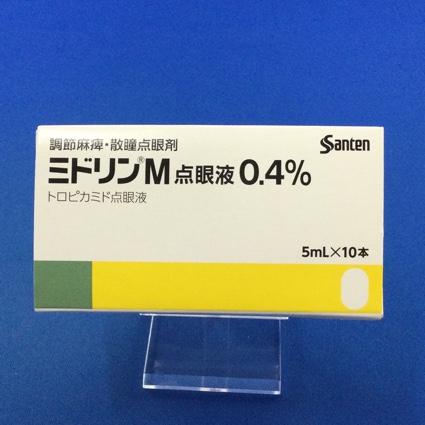 調節麻痺・散瞳点眼剤
Santen
ミドリン®M点眼液0.4%
トロピカミド点眼液
5mL×10本